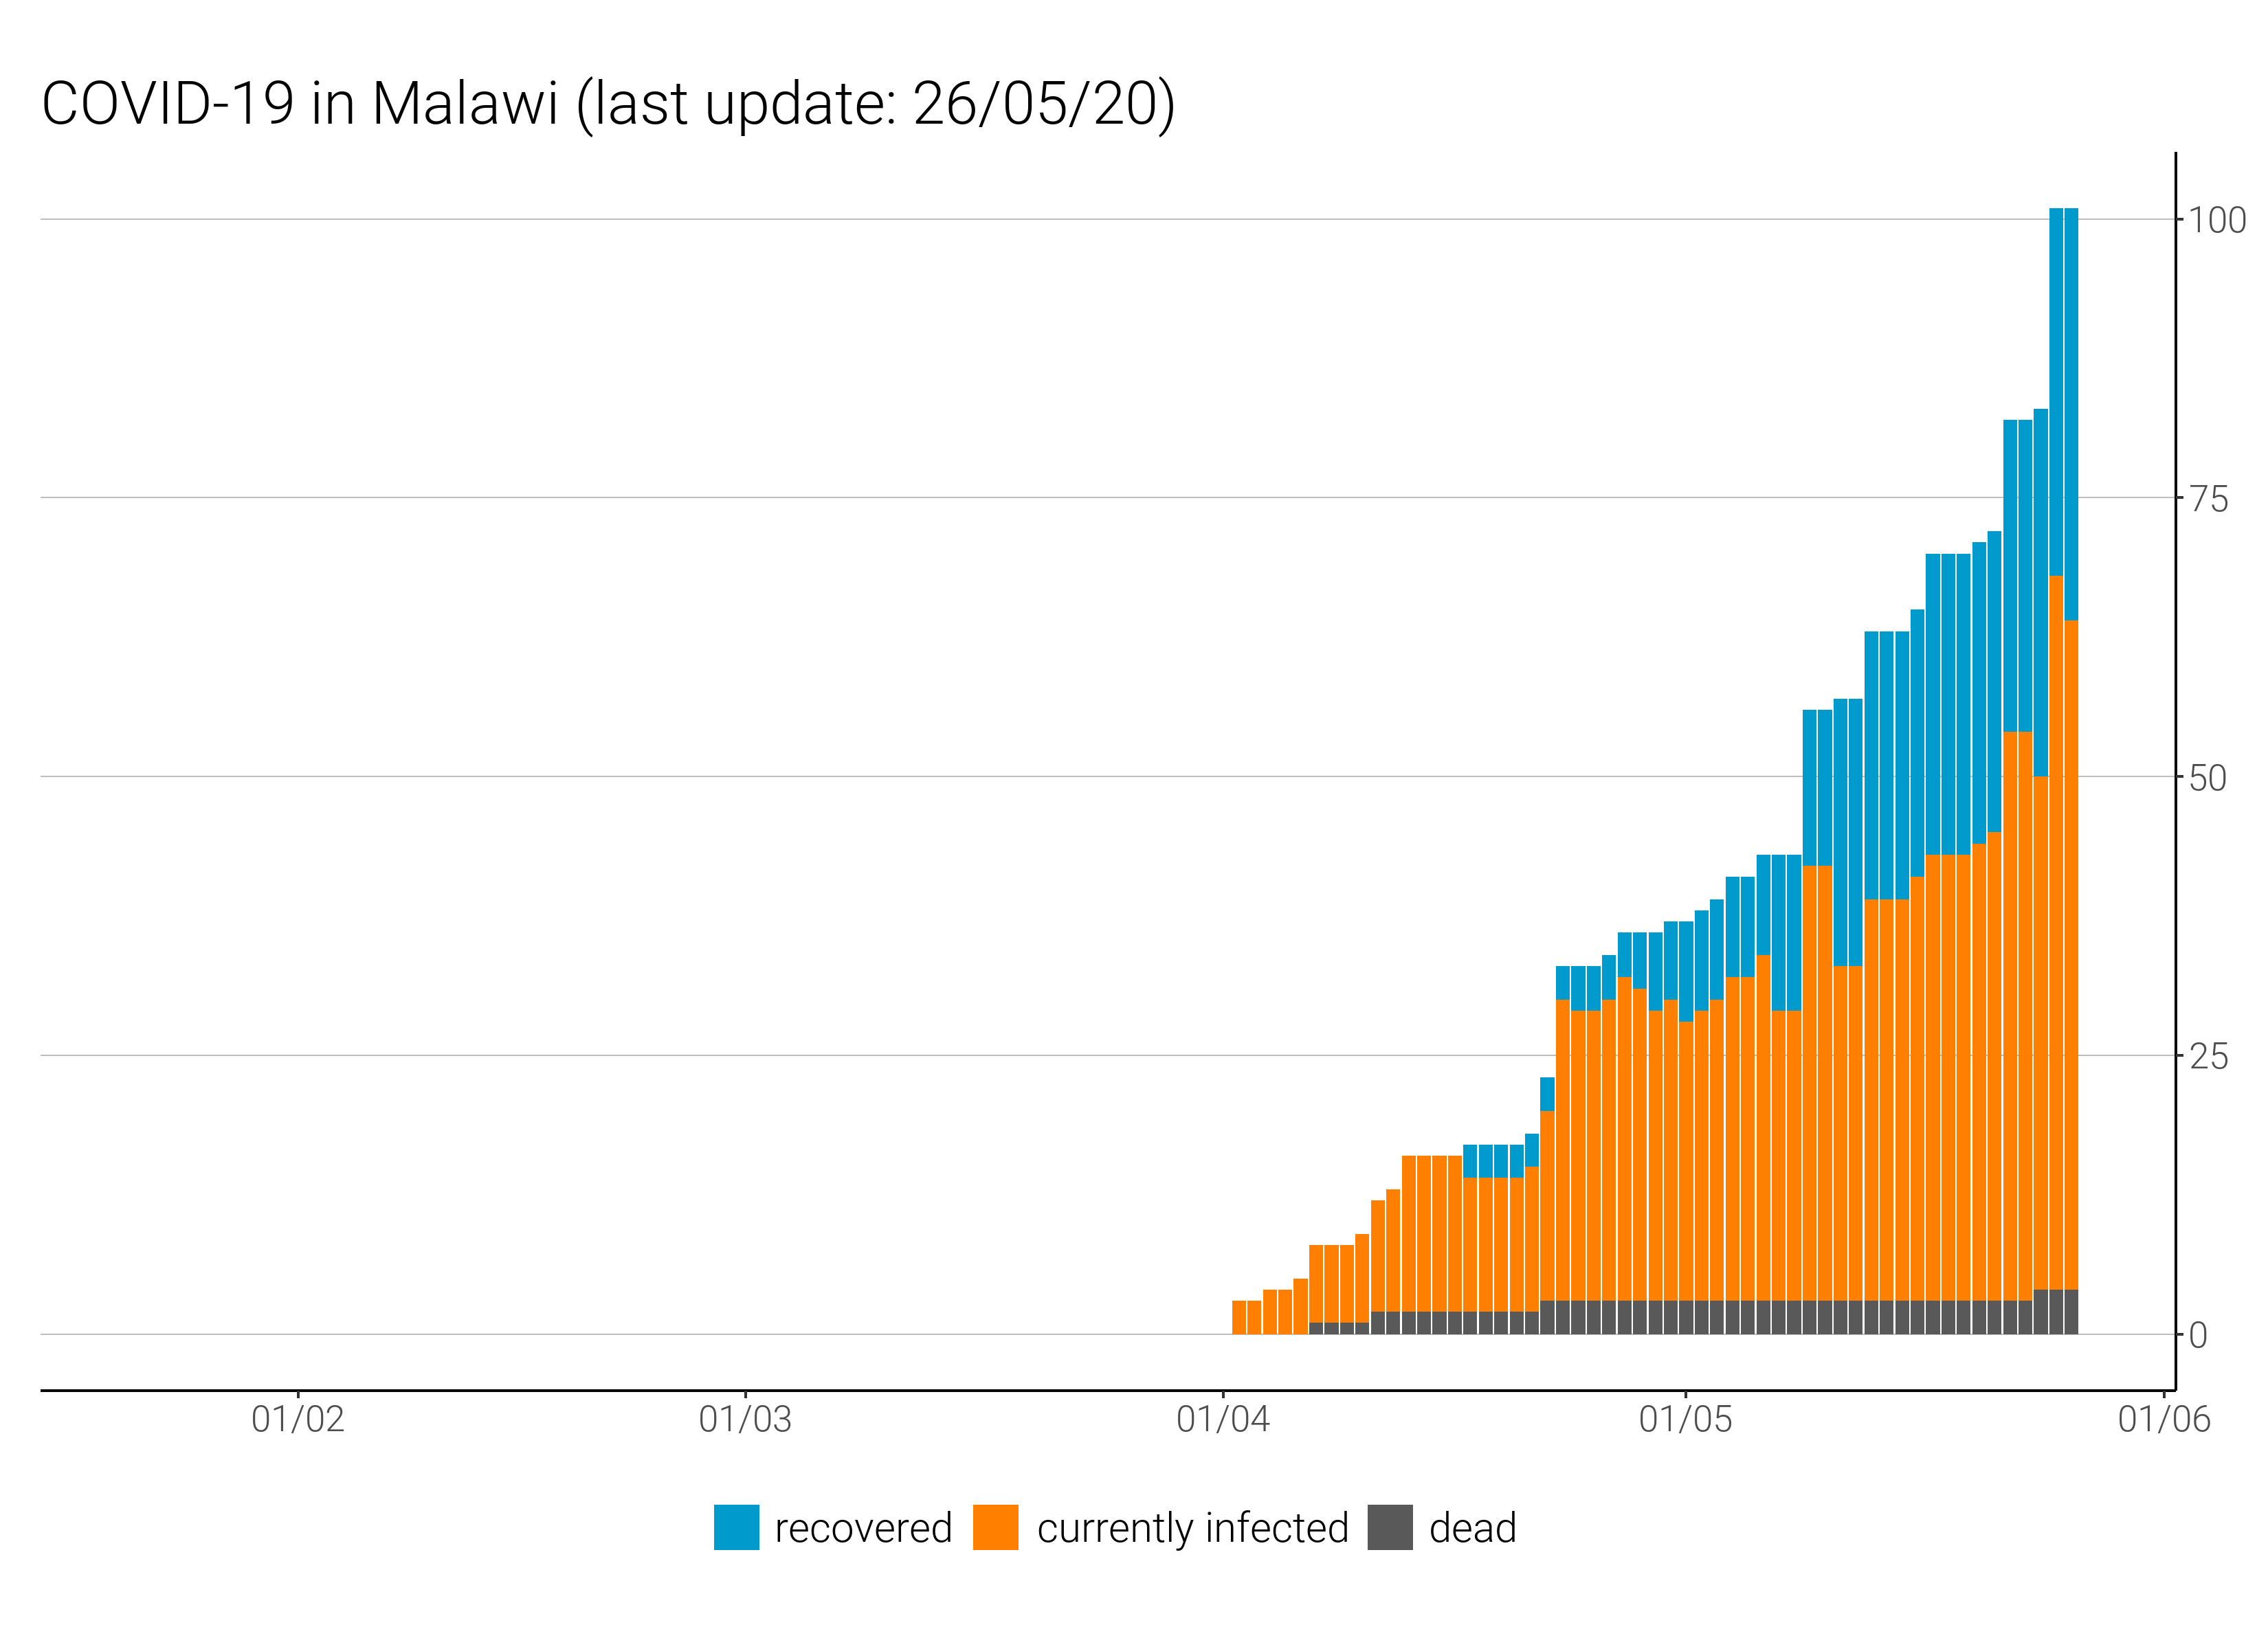 COVID-19 in Malawi (last update: 26/05/20)
100
75
50
25
0
01/02 01/03 01/04 01/05 01/06
recovered currently infected dead